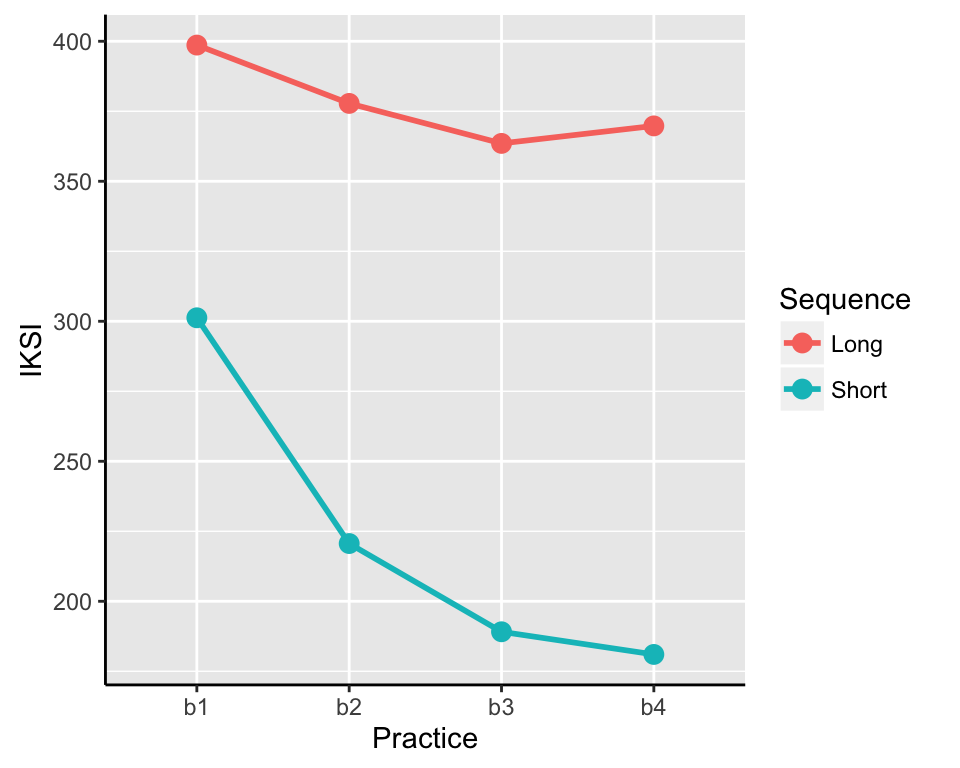 400
350
300
250
200
IKSI
b1 b2 b3 b4
Practice
Sequence
Long
Short